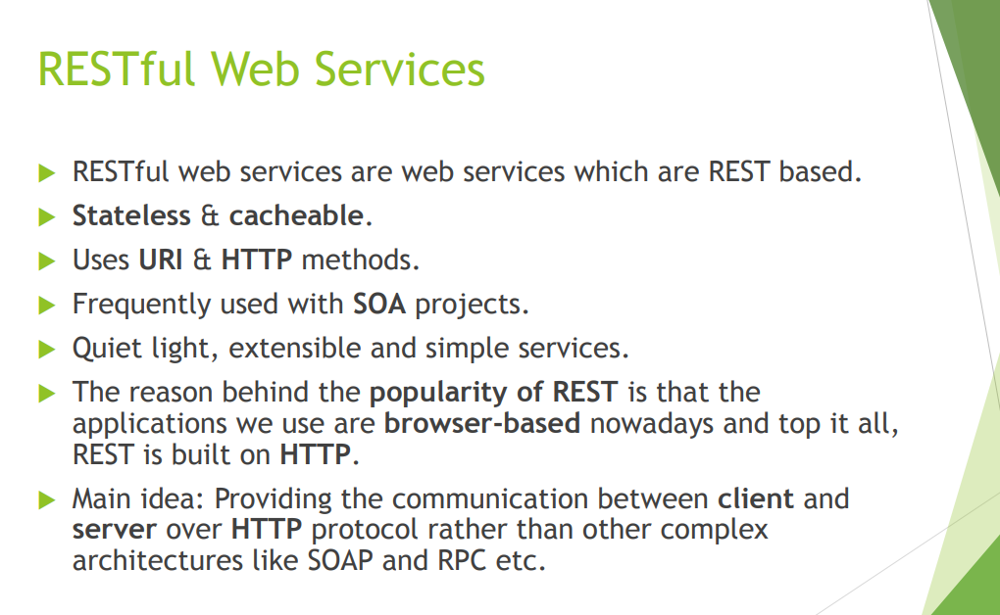 RESTful Web Services
RESTful web services are web services which are REST based.
Stateless & cacheable.
Uses URI & HTTP methods.
Frequently used with SOA projects.
Quiet light, extensible and simple services.
The reason behind the popularity of REST is that the
applications we use are browser-based nowadays and top it all,
REST is built on HTTP.
Main idea: Providing the communication between client and
server over HTTP protocol rather than other complex
architectures like SOAP and RPC etc.